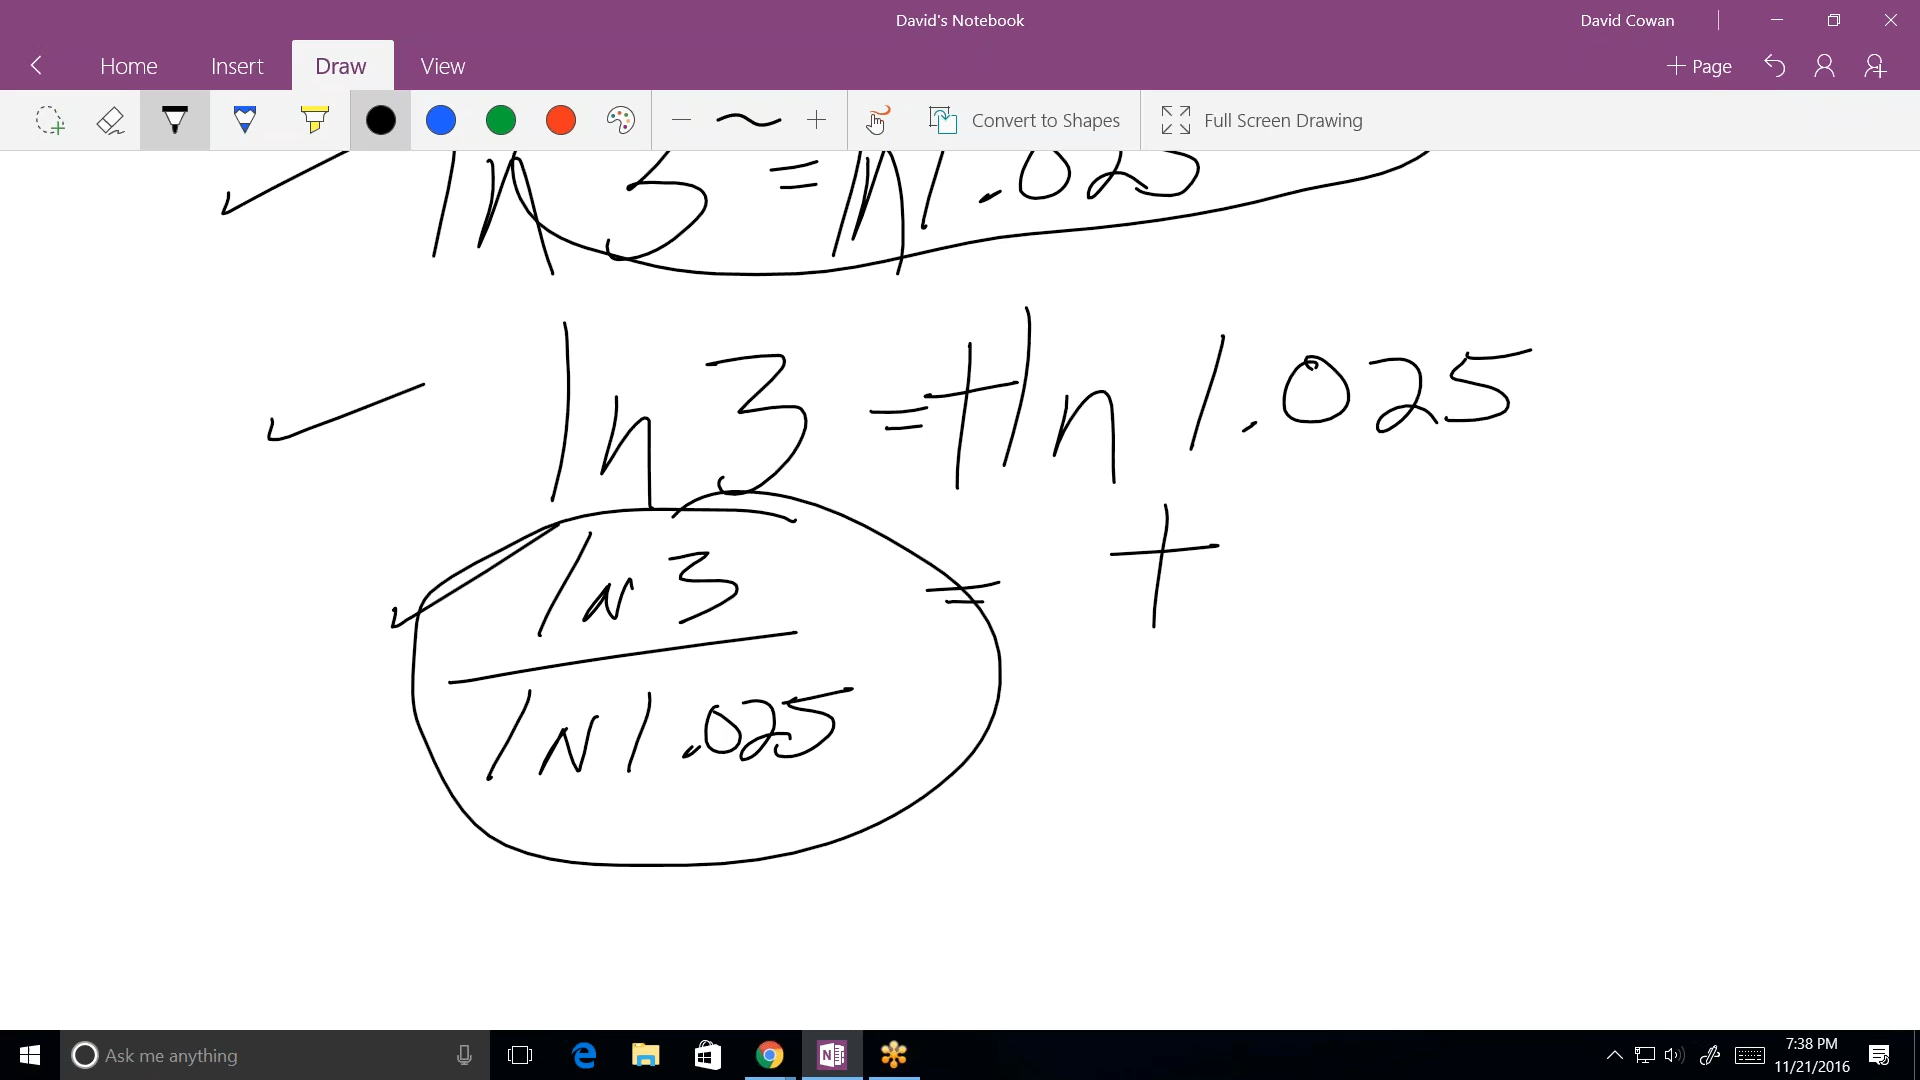 David's Notebook
David Cowan
Home Insert Draw View
Page
Convert to Shapes
Full Screen Drawing
ln 3 = ln 1.025
ln 3 = t ln 1.025
ln 3 = t
ln 1.025
Ask me anything
7:38 PM
11/21/2016